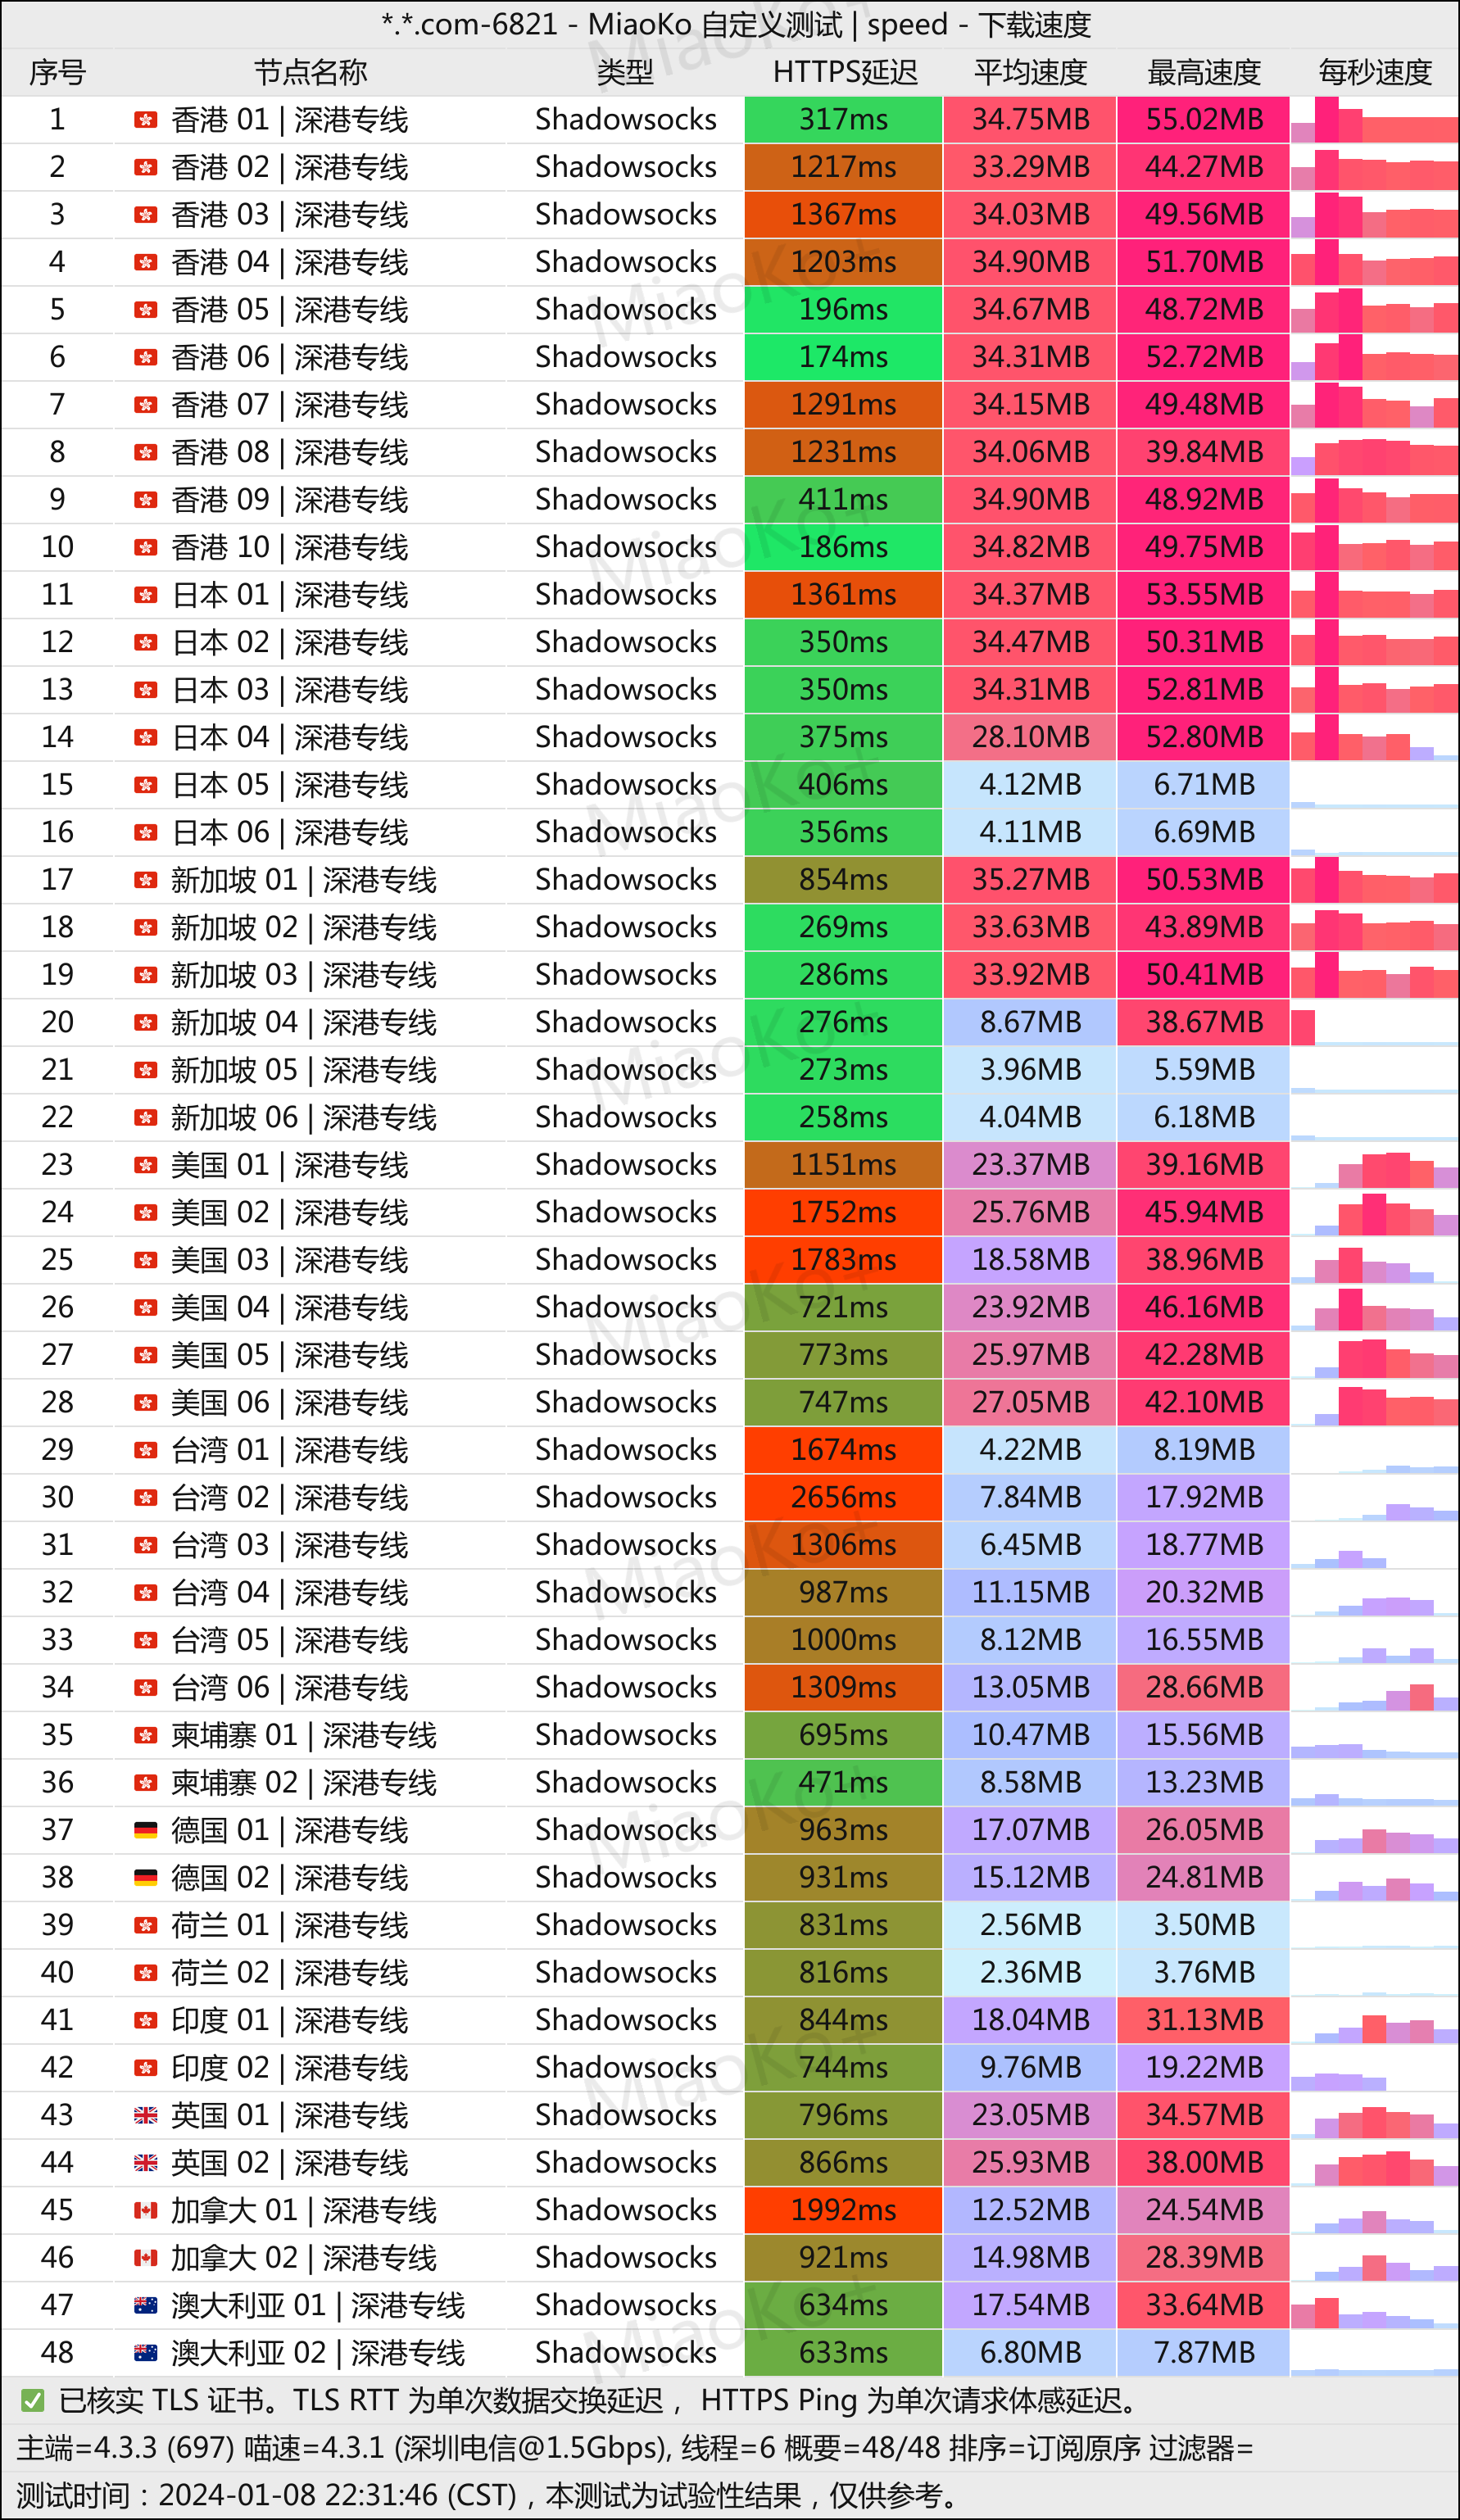 *.*.com-6821 - MiaoKo 自定义测试 | speed - 下载速度
序号 节点名称 类型 HTTPS延迟 平均速度 最高速度 每秒速度
1 香港 01 | 深港专线 Shadowsocks 317ms 34.75MB 55.02MB
2 香港 02 | 深港专线 Shadowsocks 1217ms 33.29MB 44.27MB
3 香港 03 | 深港专线 Shadowsocks 1367ms 34.03MB 49.56MB
4 香港 04 | 深港专线 Shadowsocks 1203ms 34.90MB 51.70MB
5 香港 05 | 深港专线 Shadowsocks 196ms 34.67MB 48.72MB
6 香港 06 | 深港专线 Shadowsocks 174ms 34.31MB 52.72MB
7 香港 07 | 深港专线 Shadowsocks 1291ms 34.15MB 49.48MB
8 香港 08 | 深港专线 Shadowsocks 1231ms 34.06MB 39.84MB
9 香港 09 | 深港专线 Shadowsocks 411ms 34.90MB 48.92MB
10 香港 10 | 深港专线 Shadowsocks 186ms 34.82MB 49.75MB
11 日本 01 | 深港专线 Shadowsocks 1361ms 34.37MB 53.55MB
12 日本 02 | 深港专线 Shadowsocks 350ms 34.47MB 50.31MB
13 日本 03 | 深港专线 Shadowsocks 350ms 34.31MB 52.81MB
14 日本 04 | 深港专线 Shadowsocks 375ms 28.10MB 52.80MB
15 日本 05 | 深港专线 Shadowsocks 406ms 4.12MB 6.71MB
16 日本 06 | 深港专线 Shadowsocks 356ms 4.11MB 6.69MB
17 新加坡 01 | 深港专线 Shadowsocks 854ms 35.27MB 50.53MB
18 新加坡 02 | 深港专线 Shadowsocks 269ms 33.63MB 43.89MB
19 新加坡 03 | 深港专线 Shadowsocks 286ms 33.92MB 50.41MB
20 新加坡 04 | 深港专线 Shadowsocks 276ms 8.67MB 38.67MB
21 新加坡 05 | 深港专线 Shadowsocks 273ms 3.96MB 5.59MB
22 新加坡 06 | 深港专线 Shadowsocks 258ms 4.04MB 6.18MB
23 美国 01 | 深港专线 Shadowsocks 1151ms 23.37MB 39.16MB
24 美国 02 | 深港专线 Shadowsocks 1752ms 25.76MB 45.94MB
25 美国 03 | 深港专线 Shadowsocks 1783ms 18.58MB 38.96MB
26 美国 04 | 深港专线 Shadowsocks 721ms 23.92MB 46.16MB
27 美国 05 | 深港专线 Shadowsocks 773ms 25.97MB 42.28MB
28 美国 06 | 深港专线 Shadowsocks 747ms 27.05MB 42.10MB
29 台湾 01 | 深港专线 Shadowsocks 1674ms 4.22MB 8.19MB
30 台湾 02 | 深港专线 Shadowsocks 2656ms 7.84MB 17.92MB
31 台湾 03 | 深港专线 Shadowsocks 1306ms 6.45MB 18.77MB
32 台湾 04 | 深港专线 Shadowsocks 987ms 11.15MB 20.32MB
33 台湾 05 | 深港专线 Shadowsocks 1000ms 8.12MB 16.55MB
34 台湾 06 | 深港专线 Shadowsocks 1309ms 13.05MB 28.66MB
35 柬埔寨 01 | 深港专线 Shadowsocks 695ms 10.47MB 15.56MB
36 柬埔寨 02 | 深港专线 Shadowsocks 471ms 8.58MB 13.23MB
37 德国 01 | 深港专线 Shadowsocks 963ms 17.07MB 26.05MB
38 德国 02 | 深港专线 Shadowsocks 931ms 15.12MB 24.81MB
39 荷兰 01 | 深港专线 Shadowsocks 831ms 2.56MB 3.50MB
40 荷兰 02 | 深港专线 Shadowsocks 816ms 2.36MB 3.76MB
41 印度 01 | 深港专线 Shadowsocks 844ms 18.04MB 31.13MB
42 印度 02 | 深港专线 Shadowsocks 744ms 9.76MB 19.22MB
43 英国 01 | 深港专线 Shadowsocks 796ms 23.05MB 34.57MB
44 英国 02 | 深港专线 Shadowsocks 866ms 25.93MB 38.00MB
45 加拿大 01 | 深港专线 Shadowsocks 1992ms 12.52MB 24.54MB
46 加拿大 02 | 深港专线 Shadowsocks 921ms 14.98MB 28.39MB
47 澳大利亚 01 | 深港专线 Shadowsocks 634ms 17.54MB 33.64MB
48 澳大利亚 02 | 深港专线 Shadowsocks 633ms 6.80MB 7.87MB
✅ 已核实 TLS 证书。TLS RTT 为单次数据交换延迟， HTTPS Ping 为单次请求体感延迟。
主端=4.3.3 (697) 喵速=4.3.1 (深圳电信@1.5Gbps), 线程=6 概要=48/48 排序=订阅原序 过滤器=
测试时间：2024-01-08 22:31:46 (CST)，本测试为试验性结果，仅供参考。